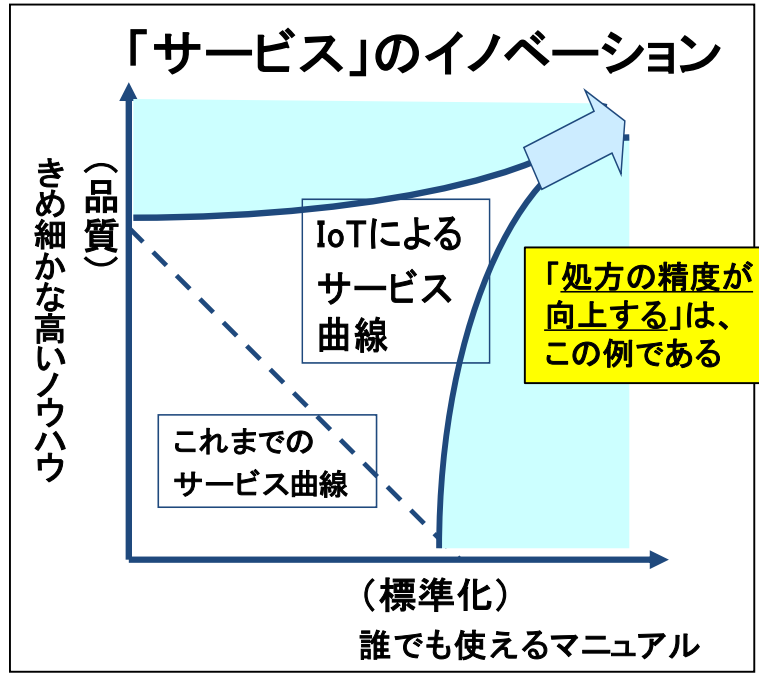 「サービス」のイノベーション
(品質)
きめ細かな高いノウハウ
IoTによる
サービス
曲線
「処方の精度が
向上する」は、
この例である
これまでの
サービス曲線
(標準化)
誰でも使えるマニュアル